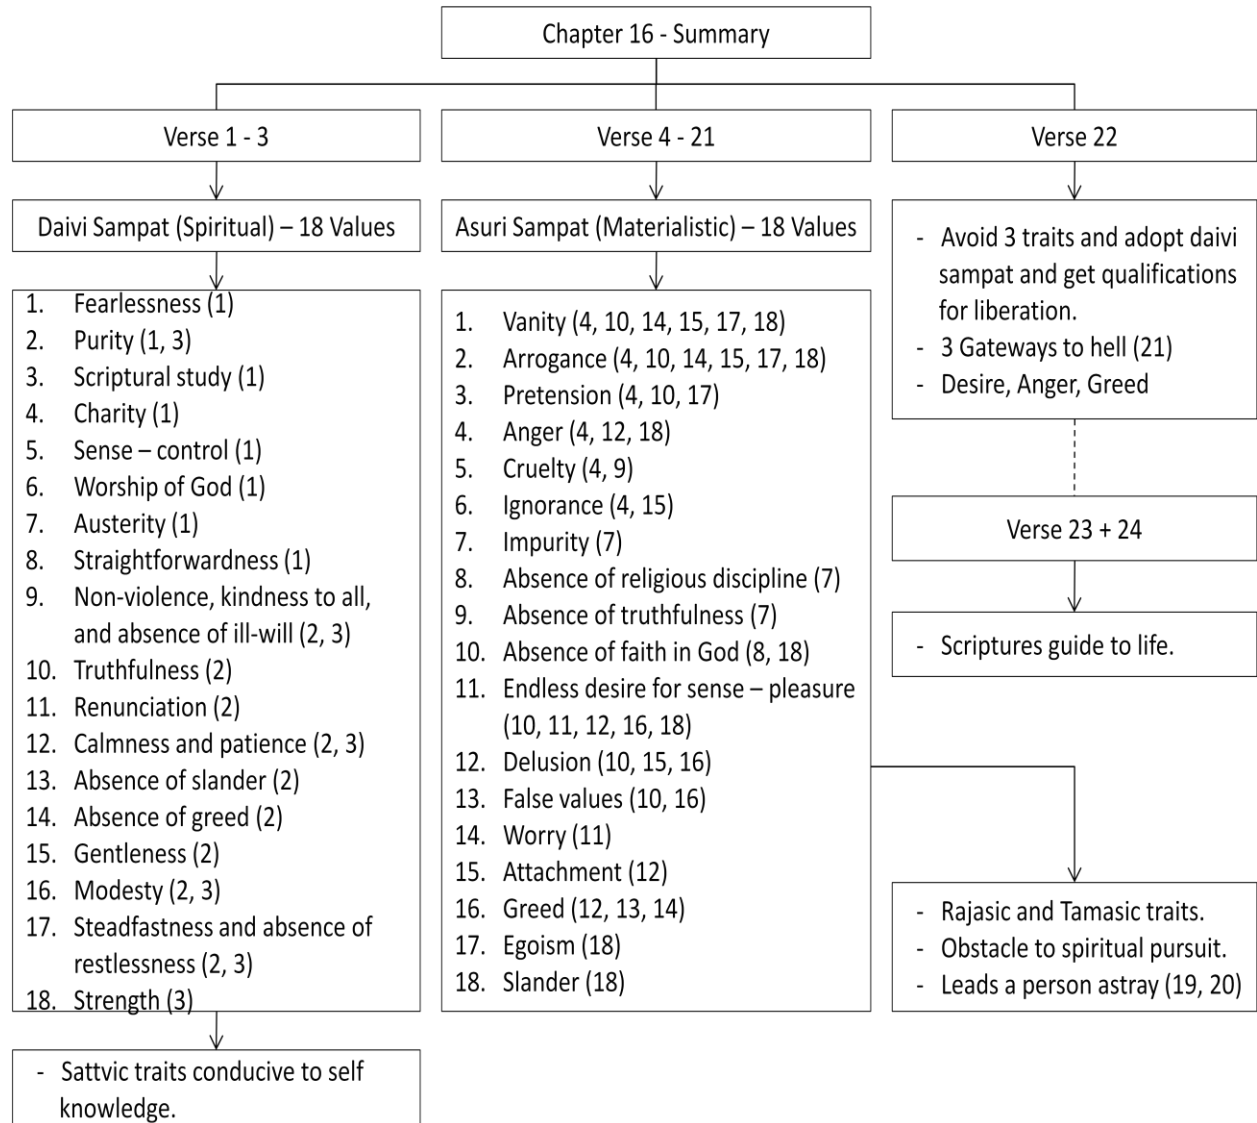 Chapter 16 - Summary
Verse 1 - 3
Daivi Sampat (Spiritual) – 18 Values
1. Fearlessness (1)
2. Purity (1, 3)
3. Scriptural study (1)
4. Charity (1)
5. Sense – control (1)
6. Worship of God (1)
7. Austerity (1)
8. Straightforwardness (1)
9. Non-violence, kindness to all,
and absence of ill-will (2, 3)
10. Truthfulness (2)
11. Renunciation (2)
12. Calmness and patience (2, 3)
13. Absence of slander (2)
14. Absence of greed (2)
15. Gentleness (2)
16. Modesty (2, 3)
17. Steadfastness and absence of
restlessness (2, 3)
18. Strength (3)
- Sattvic traits conducive to self
knowledge.
Verse 4 - 21
Asuri Sampat (Materialistic) – 18 Values
1. Vanity (4, 10, 14, 15, 17, 18)
2. Arrogance (4, 10, 14, 15, 17, 18)
3. Pretension (4, 10, 17)
4. Anger (4, 12, 18)
5. Cruelty (4, 9)
6. Ignorance (4, 15)
7. Impurity (7)
8. Absence of religious discipline (7)
9. Absence of truthfulness (7)
10. Absence of faith in God (8, 18)
11. Endless desire for sense – pleasure
(10, 11, 12, 16, 18)
12. Delusion (10, 15, 16)
13. False values (10, 16)
14. Worry (11)
15. Attachment (12)
16. Greed (12, 13, 14)
17. Egoism (18)
18. Slander (18)
Verse 22
- Avoid 3 traits and adopt daivi
sampat and get qualifications
for liberation.
- 3 Gateways to hell (21)
- Desire, Anger, Greed
Verse 23 + 24
- Scriptures guide to life.
- Rajasic and Tamasic traits.
- Obstacle to spiritual pursuit.
- Leads a person astray (19, 20)